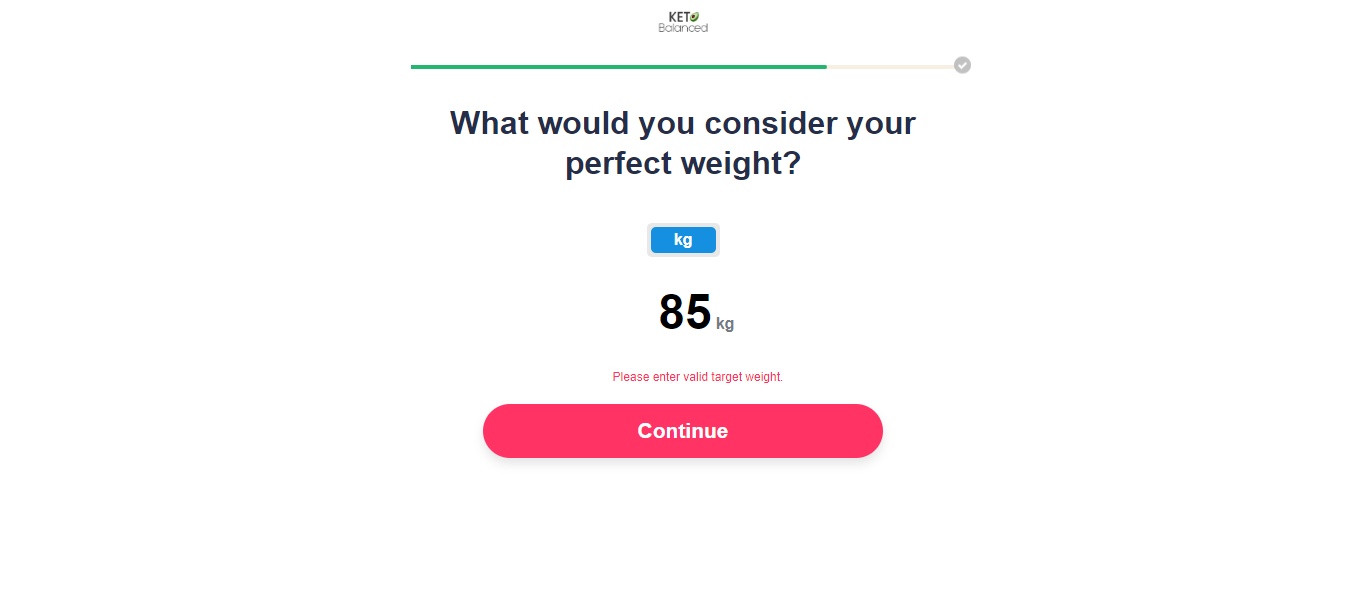 KETO
Balanced
What would you consider your
perfect weight?
kg
85 kg
Please enter valid target weight.
Continue